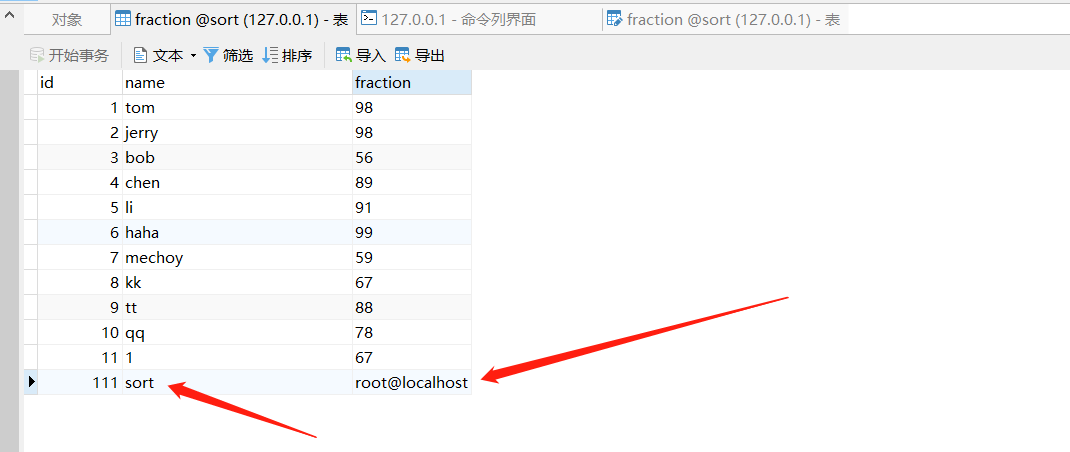 对象 fraction @sort (127.0.0.1) - 表 127.0.0.1 - 命令列界面 fraction @sort (127.0.0.1) - 表
开始事务 文本 筛选 排序 导入 导出
id name fraction
1 tom 98
2 jerry 98
3 bob 56
4 chen 89
5 li 91
6 haha 99
7 mechoy 59
8 kk 67
9 tt 88
10 qq 78
11 1 67
111 sort root@localhost